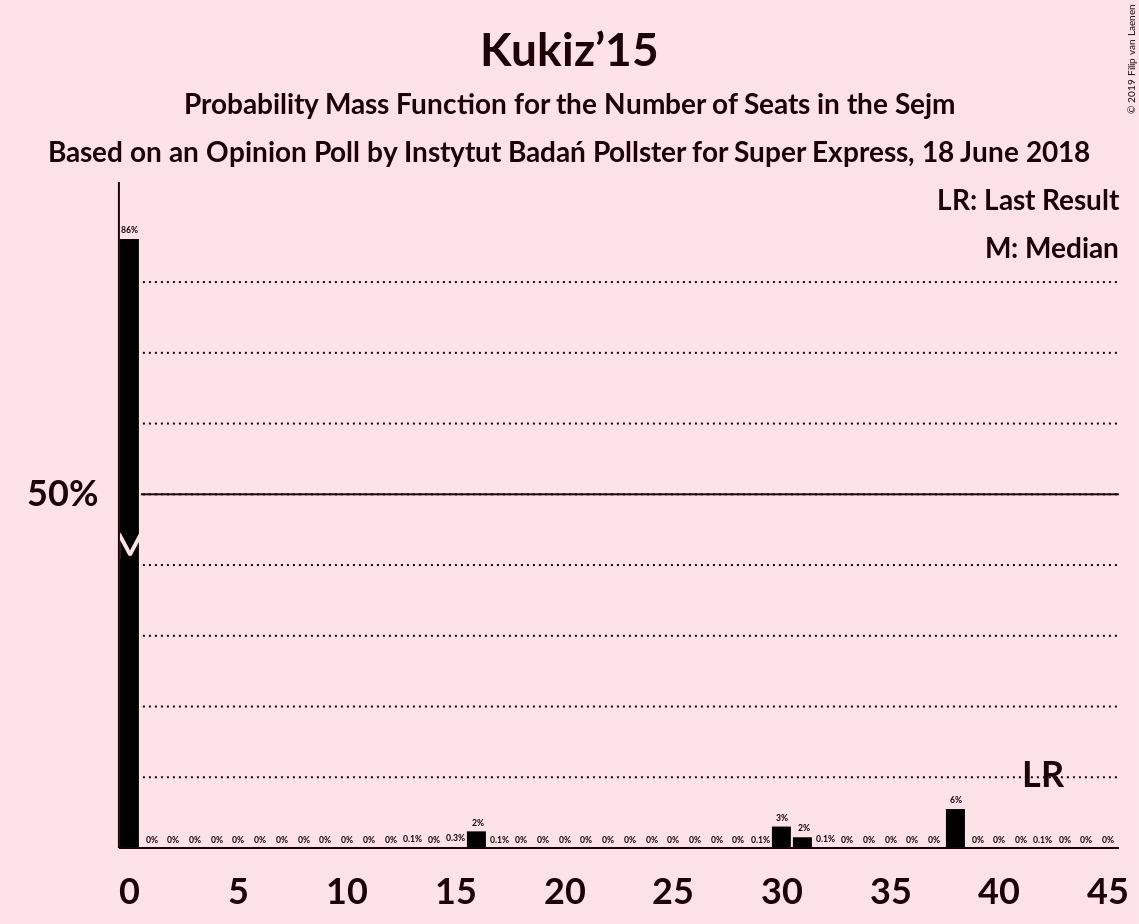 Kukiz’15
Probability Mass Function for the Number of Seats in the Sejm
Based on an Opinion Poll by Instytut Badań Pollster for Super Express, 18 June 2018
© 2019 Filip van Laenen
LR: Last Result
M: Median
86%
50%
LR
0% 0% 0% 0% 0% 0% 0% 0% 0% 0% 0% 0% 0.1% 0% 0.3% 2% 0.1% 0% 0% 0% 0% 0% 0% 0% 0% 0% 0% 0% 0.1% 3% 2% 0.1% 0% 0% 0% 0% 0% 6% 0% 0% 0% 0.1% 0% 0% 0%
0 5 10 15 20 25 30 35 40 45